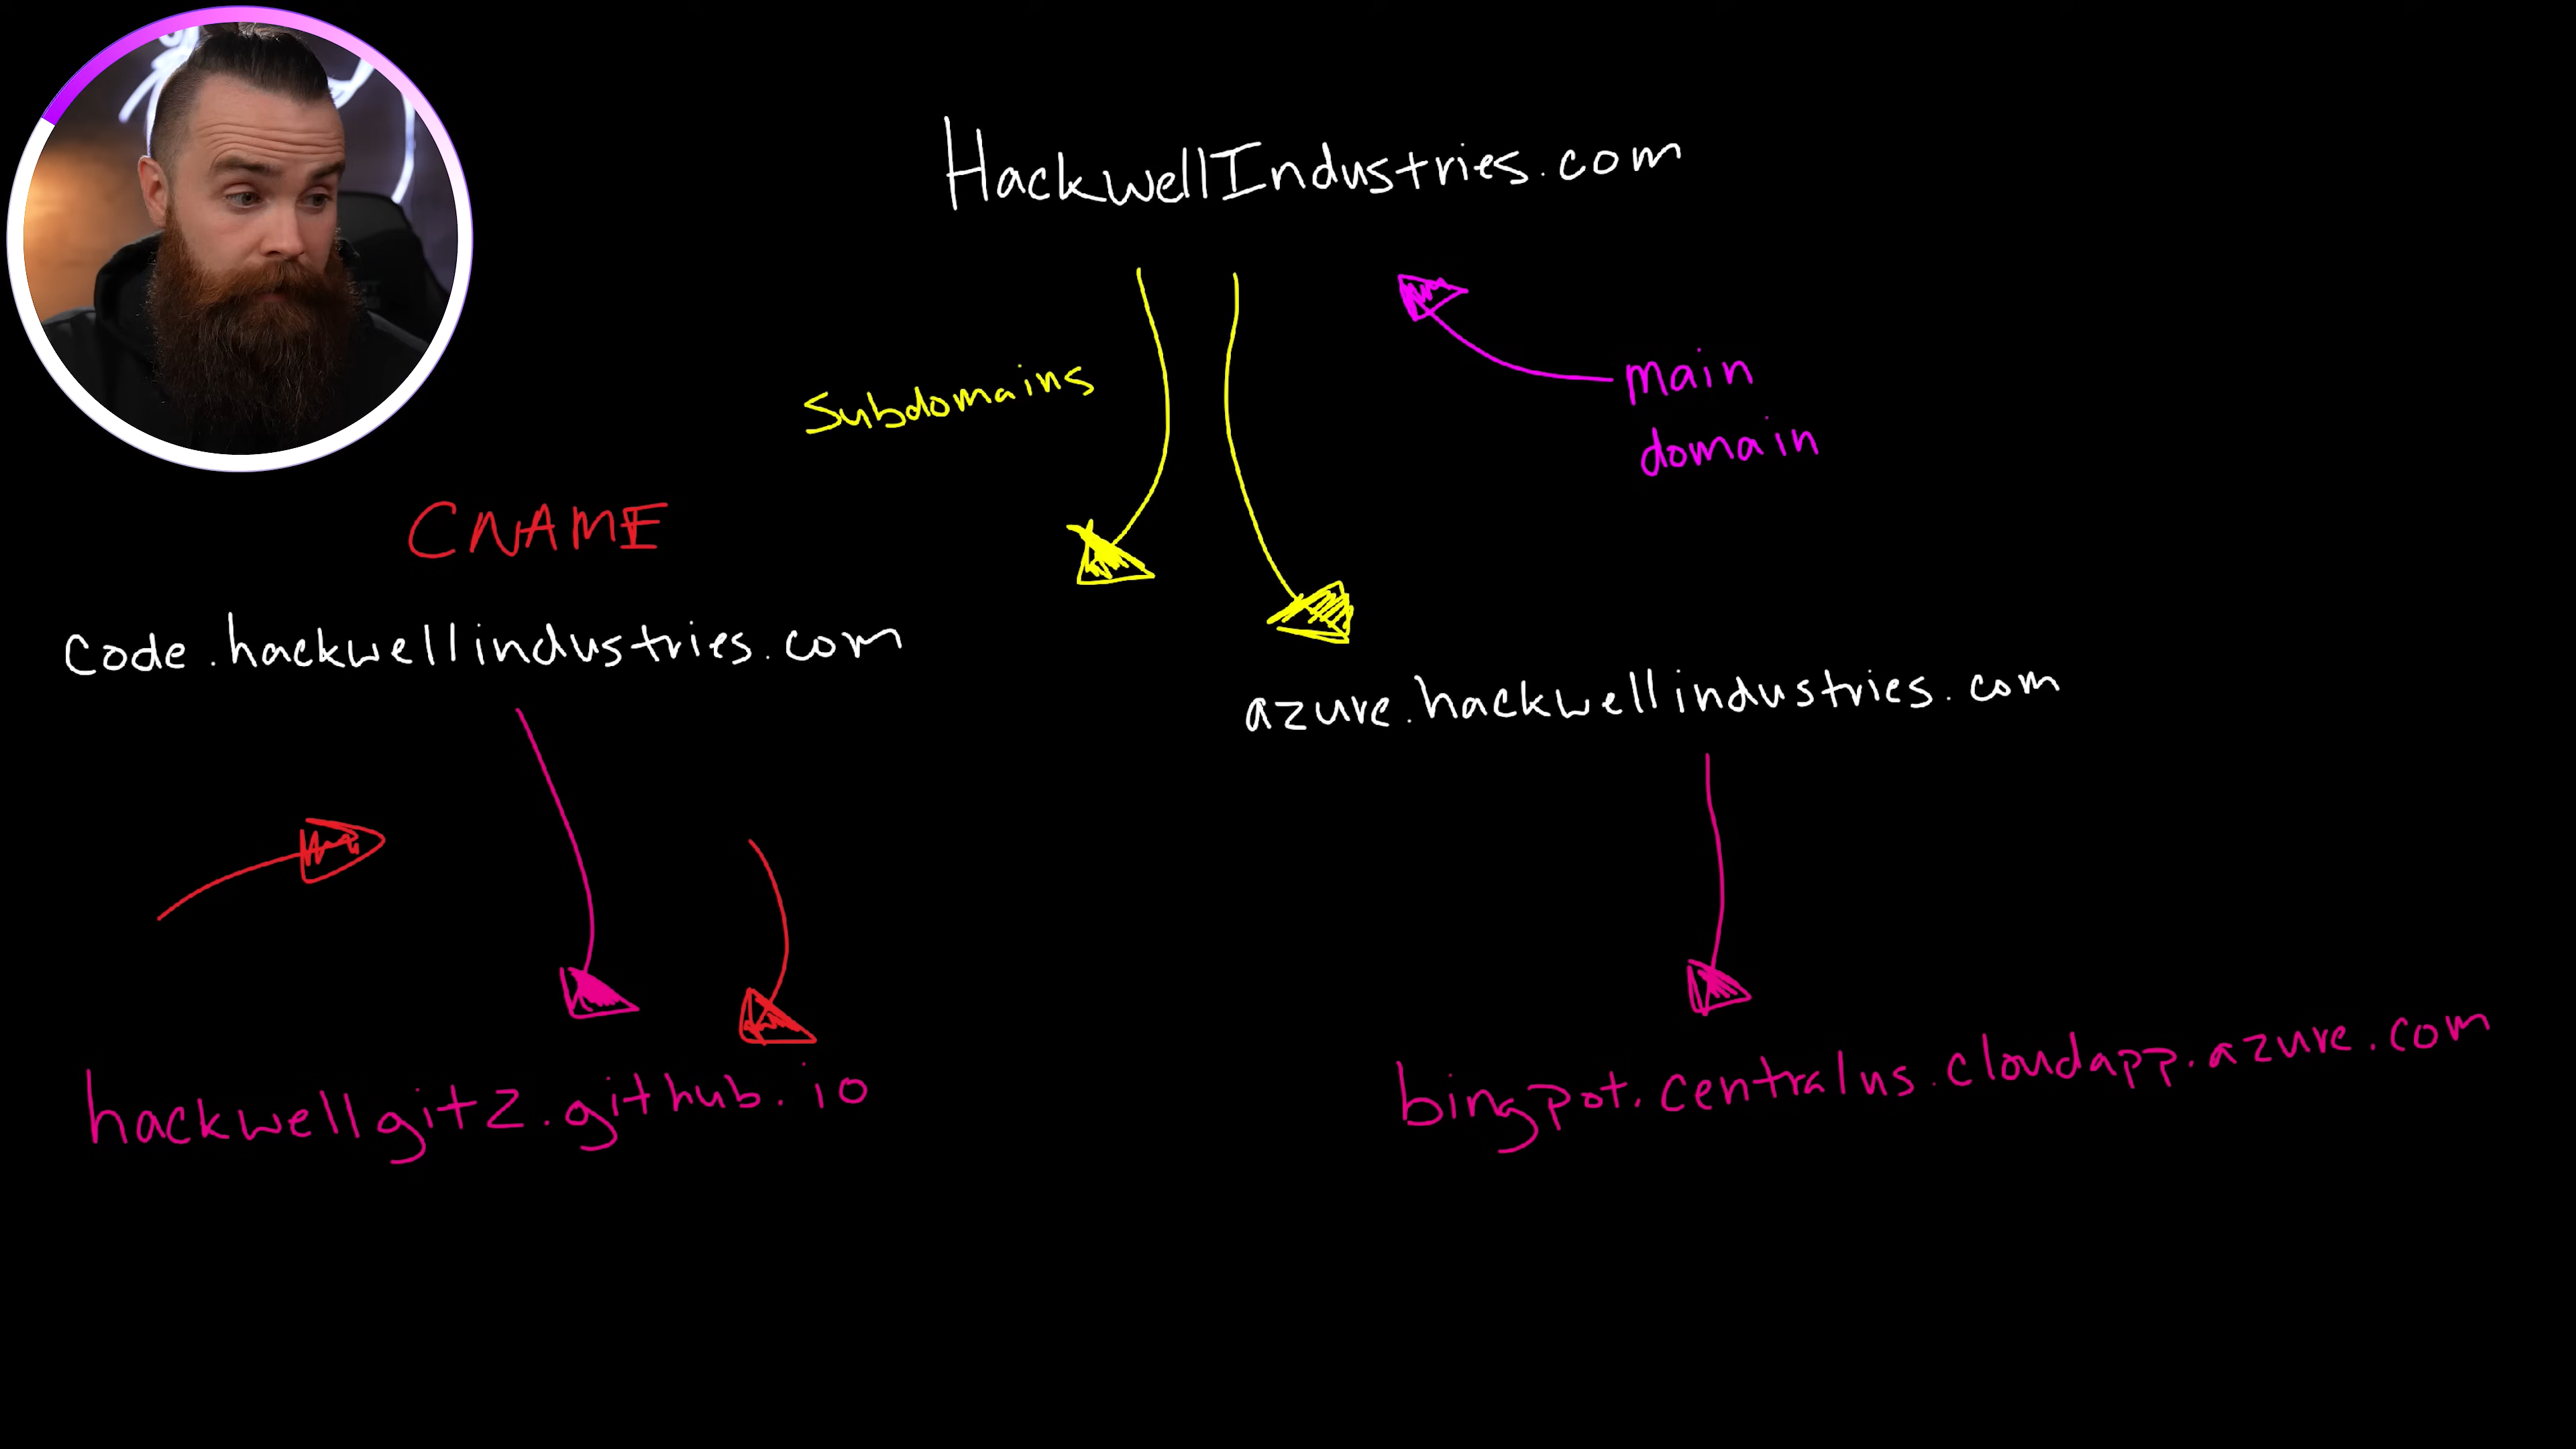 HackwellIndustries.com
Subdomains
main
domain
CNAME
code.hackwellindustries.com
azure.hackwellindustries.com
hackwellgitz.github.io
bingpot.centralus.cloudapp.azure.com